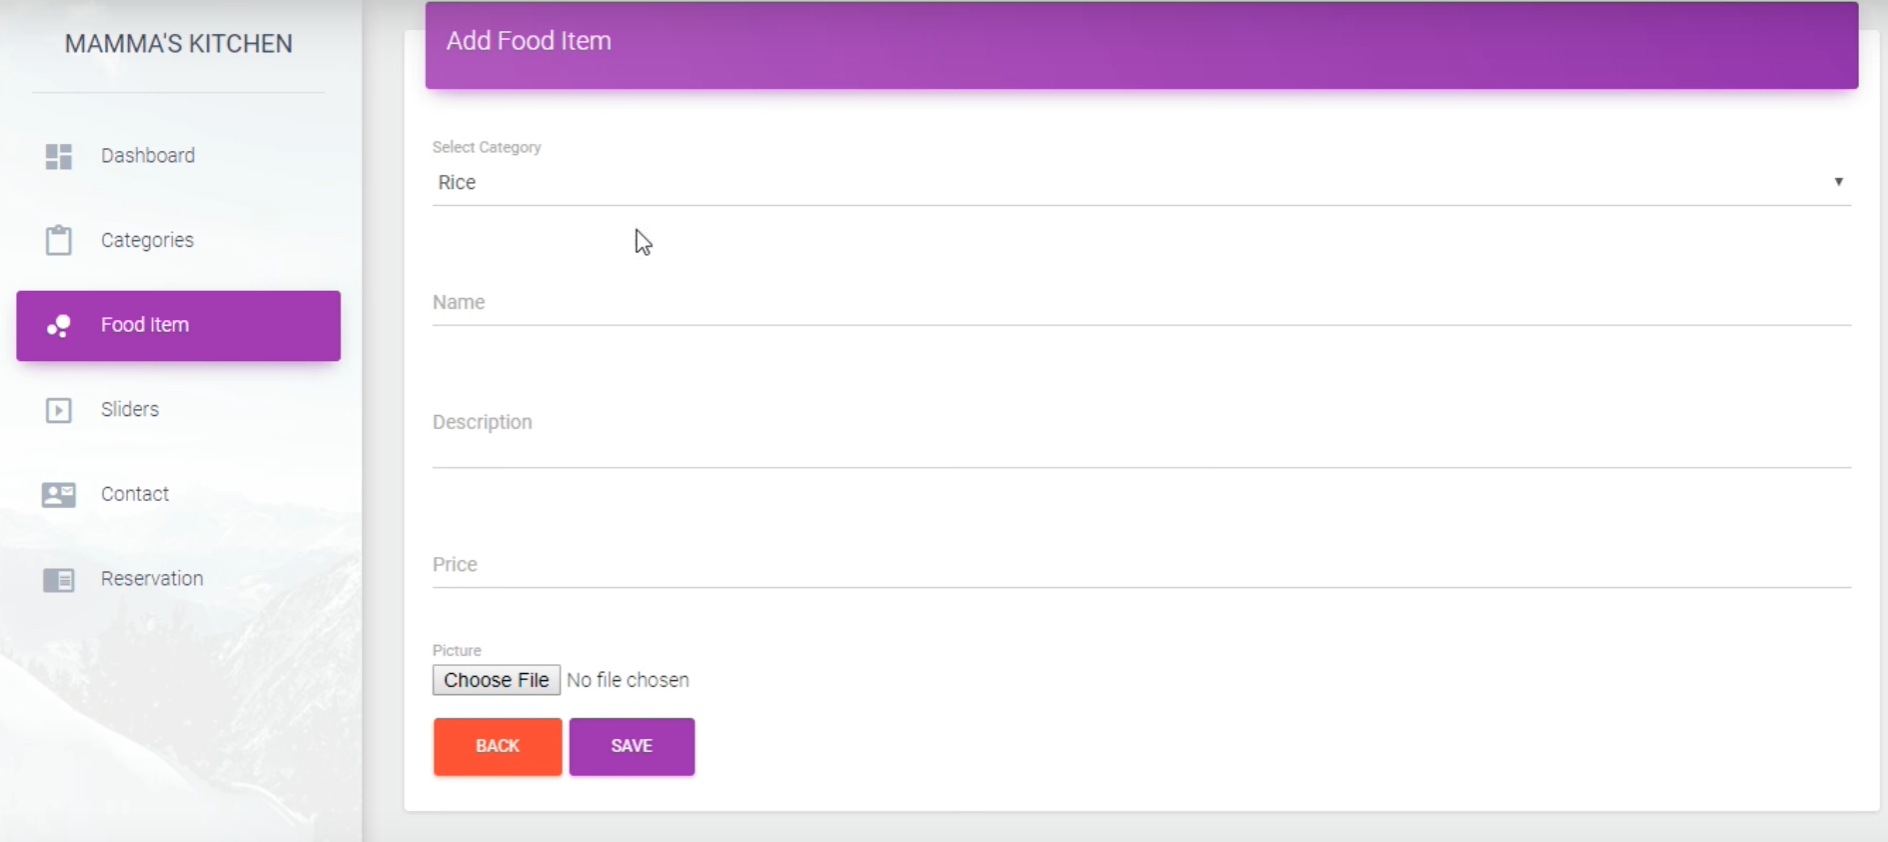 MAMMA'S KITCHEN
Dashboard
Categories
Food Item
Sliders
Contact
Reservation
Add Food Item
Select Category
Rice
Name
Description
Price
Picture
Choose File No file chosen
BACK SAVE